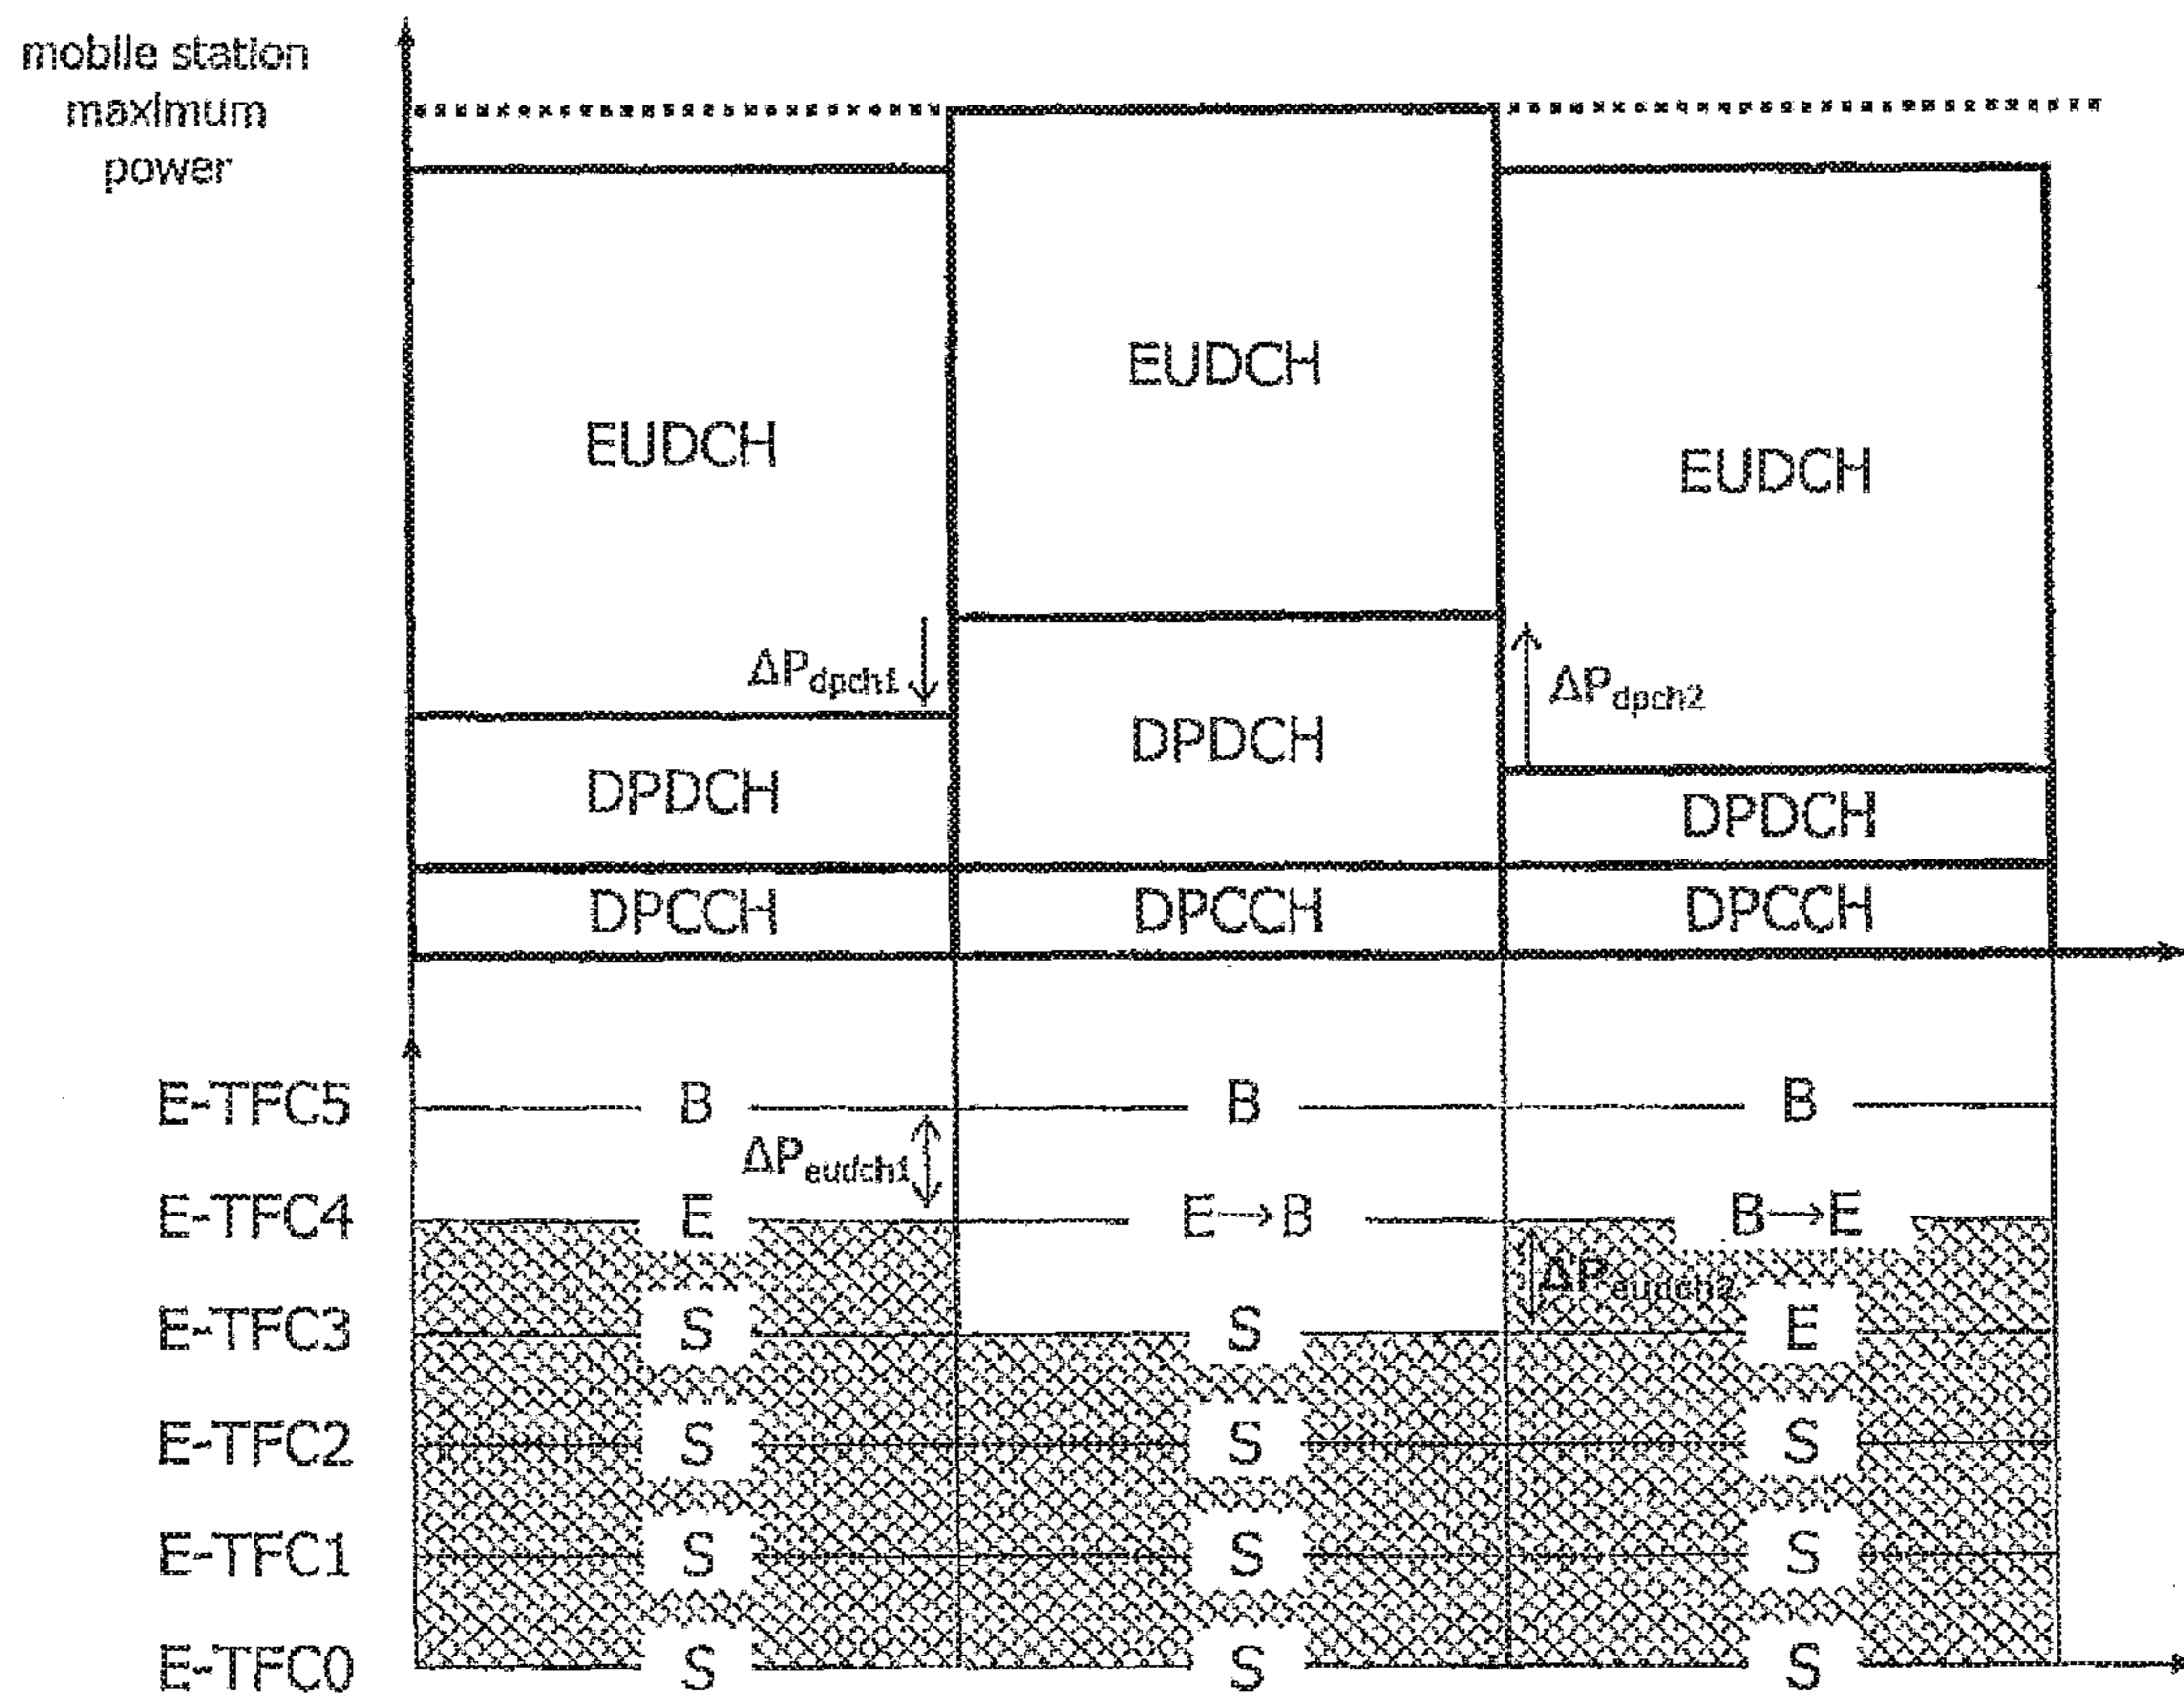 mobile station
maximum
power
EUDCH
EUDCH
EUDCH
ΔPdpch1
ΔPdpch2
DPDCH
DPDCH
DPDCH
DPCCH
DPCCH
DPCCH
E-TFC5 B B B
ΔPeudch1
E-TFC4 E E→B B→E
ΔPeudch2
E-TFC3 S S E
E-TFC2 S S S
E-TFC1 S S S
E-TFC0 S S S